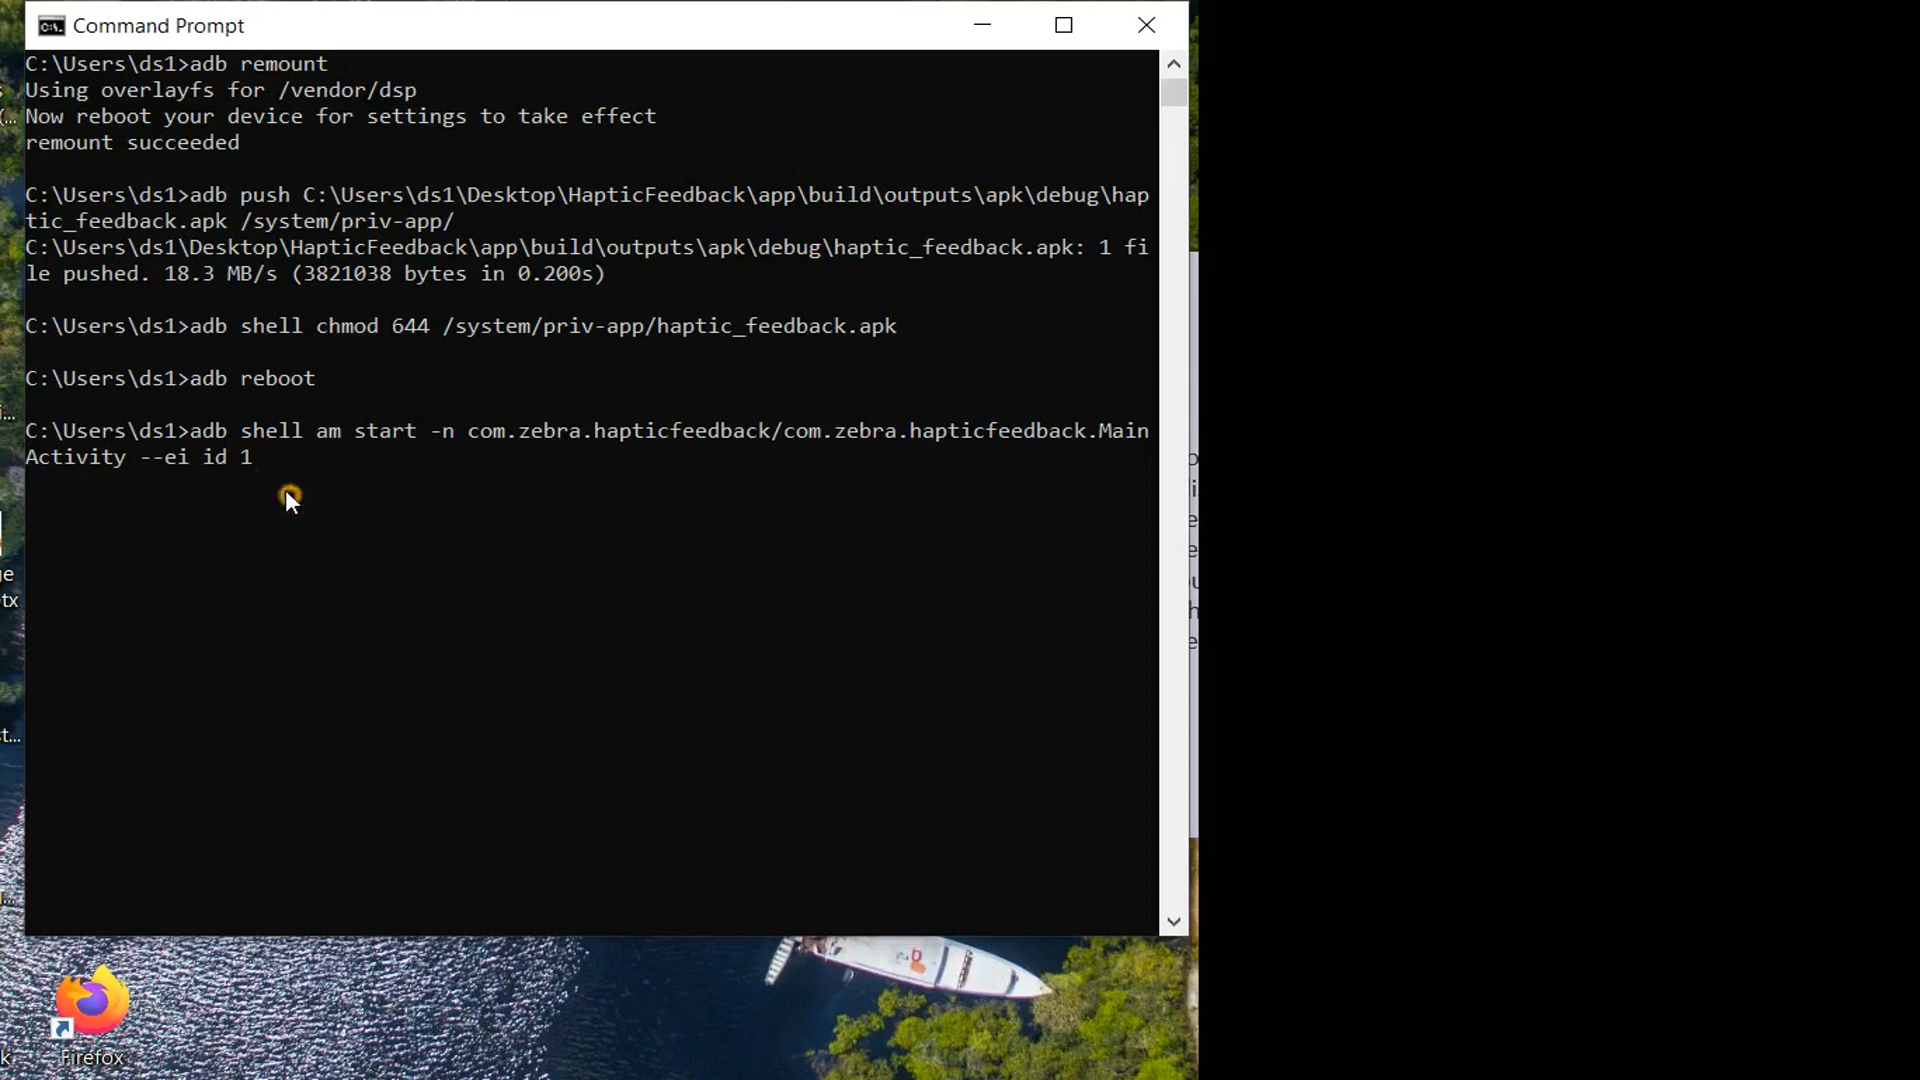 Command Prompt
C:\Users\ds1>adb remount
Using overlayfs for /vendor/dsp
Now reboot your device for settings to take effect
remount succeeded
C:\Users\ds1>adb push C:\Users\ds1\Desktop\HapticFeedback\app\build\outputs\apk\debug\hap
tic_feedback.apk /system/priv-app/
C:\Users\ds1\Desktop\HapticFeedback\app\build\outputs\apk\debug\haptic_feedback.apk: 1 fi
le pushed. 18.3 MB/s (3821038 bytes in 0.200s)
C:\Users\ds1>adb shell chmod 644 /system/priv-app/haptic_feedback.apk
C:\Users\ds1>adb reboot
C:\Users\ds1>adb shell am start -n com.zebra.hapticfeedback/com.zebra.hapticfeedback.Main
Activity --ei id 1
Firefox